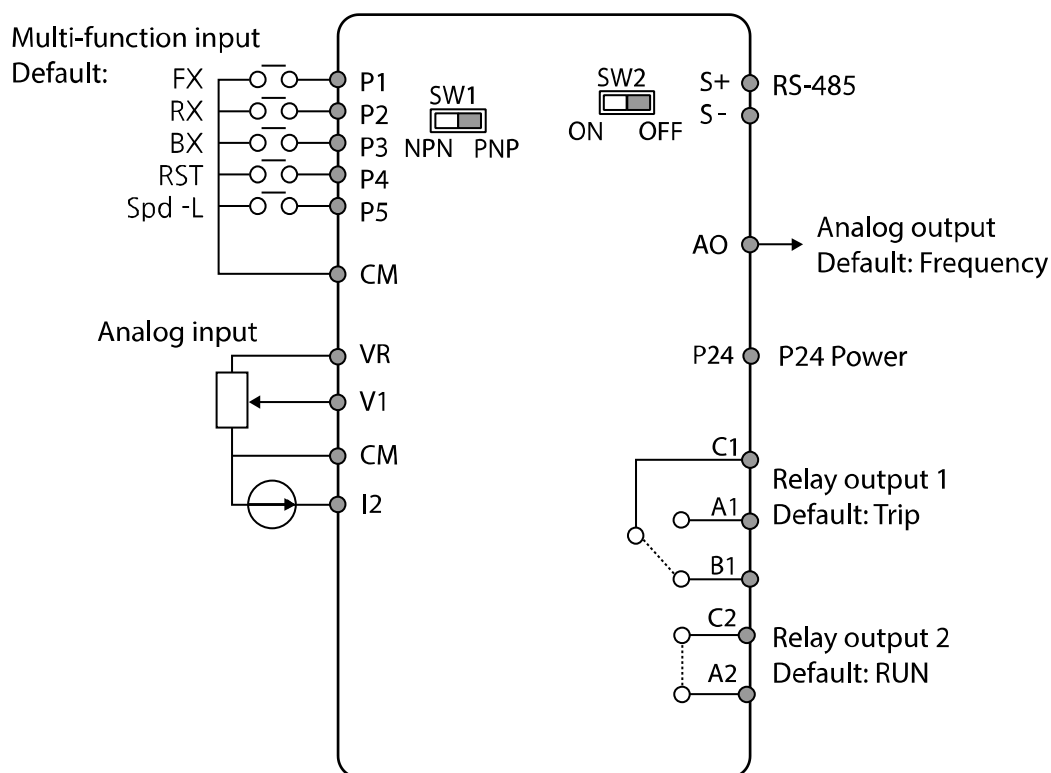 Multi-function input
Default:
FX
P1
RX
P2
BX
P3
RST
P4
Spd -L
P5
CM
SW1
NPN PNP
SW2
ON OFF
S+ RS-485
S-
AO
Analog output
Default: Frequency
Analog input
VR
V1
CM
I2
P24 P24 Power
C1
A1
B1
Relay output 1
Default: Trip
C2
A2
Relay output 2
Default: RUN